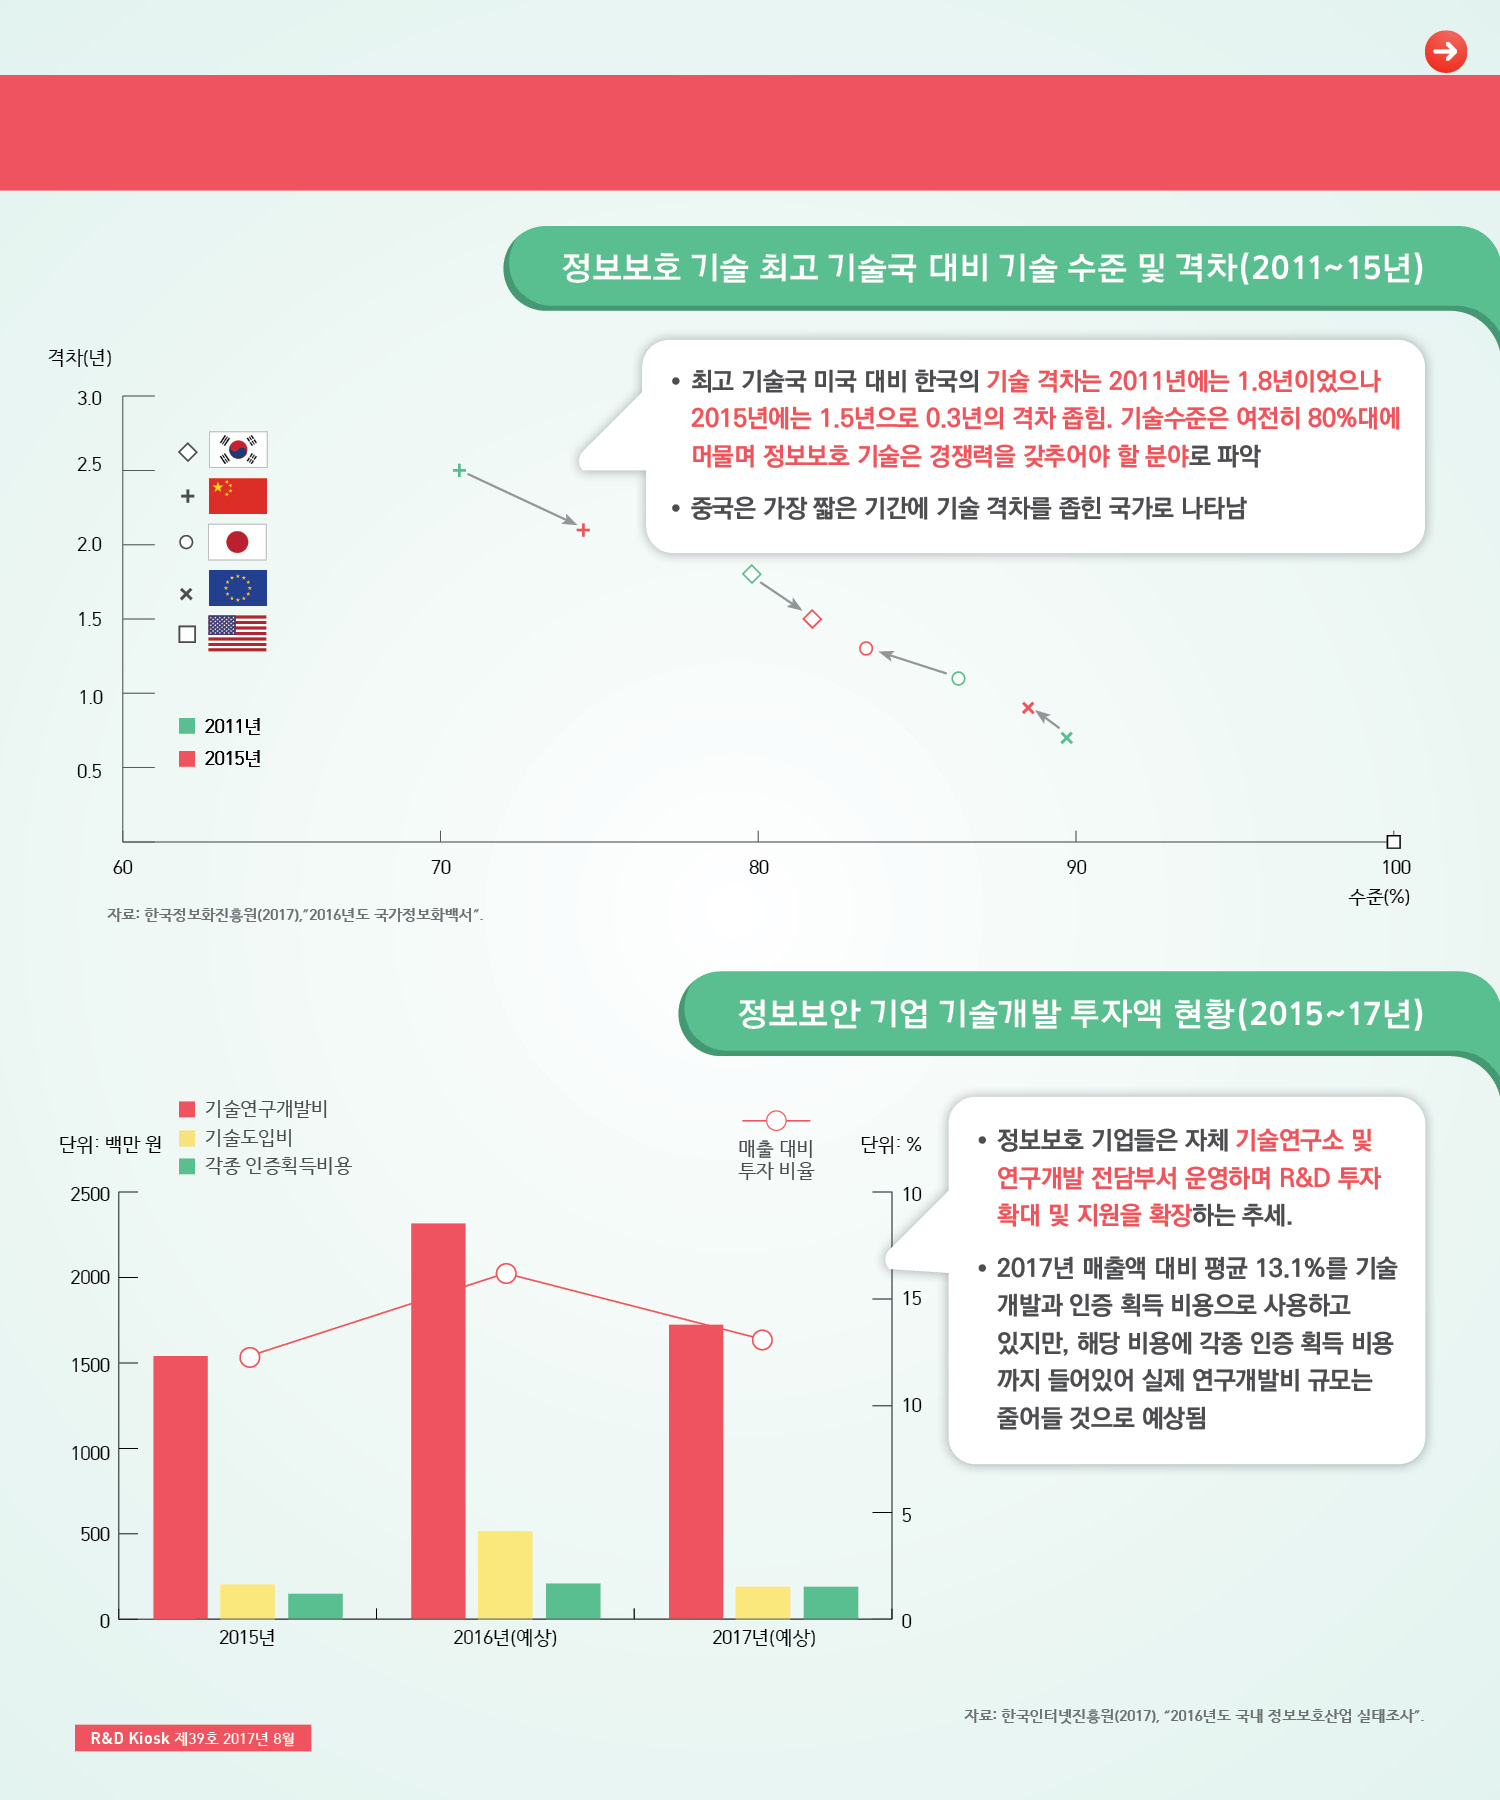 정보보호 기술 최고 기술국 대비 기술 수준 및 격차(2011~15년)
격차(년)
3.0
2.5
2.0
1.5
1.0
0.5
2011년
2015년
• 최고 기술국 미국 대비 한국의 기술 격차는 2011년에는 1.8년이었으나
2015년에는 1.5년으로 0.3년의 격차 좁힘. 기술수준은 여전히 80%대에
머물며 정보보호 기술은 경쟁력을 갖추어야 할 분야로 파악
• 중국은 가장 짧은 기간에 기술 격차를 좁힌 국가로 나타남
60
70
80
90
100
수준(%)
자료: 한국정보화진흥원(2017),“2016년도 국가정보화백서”.
정보보안 기업 기술개발 투자액 현황(2015~17년)
기술연구개발비
기술도입비
각종 인증획득비용
단위: 백만 원
매출 대비
투자 비율
단위: %
2500
2000
1500
1000
500
0
10
15
10
5
0
2015년
2016년(예상)
2017년(예상)
• 정보보호 기업들은 자체 기술연구소 및
연구개발 전담부서 운영하며 R&D 투자
확대 및 지원을 확장하는 추세.
• 2017년 매출액 대비 평균 13.1%를 기술
개발과 인증 획득 비용으로 사용하고
있지만, 해당 비용에 각종 인증 획득 비용
까지 들어있어 실제 연구개발비 규모는
줄어들 것으로 예상됨
자료: 한국인터넷진흥원(2017), “2016년도 국내 정보보호산업 실태조사”.
R&D Kiosk 제39호 2017년 8월